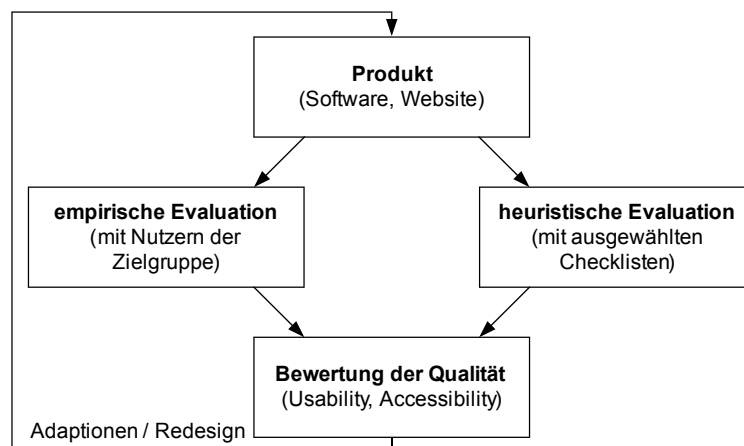 Produkt
(Software, Website)
empirische Evaluation
(mit Nutzern der
Zielgruppe)
heuristische Evaluation
(mit ausgewählten
Checklisten)
Bewertung der Qualität
(Usability, Accessibility)
Adaptionen / Redesign